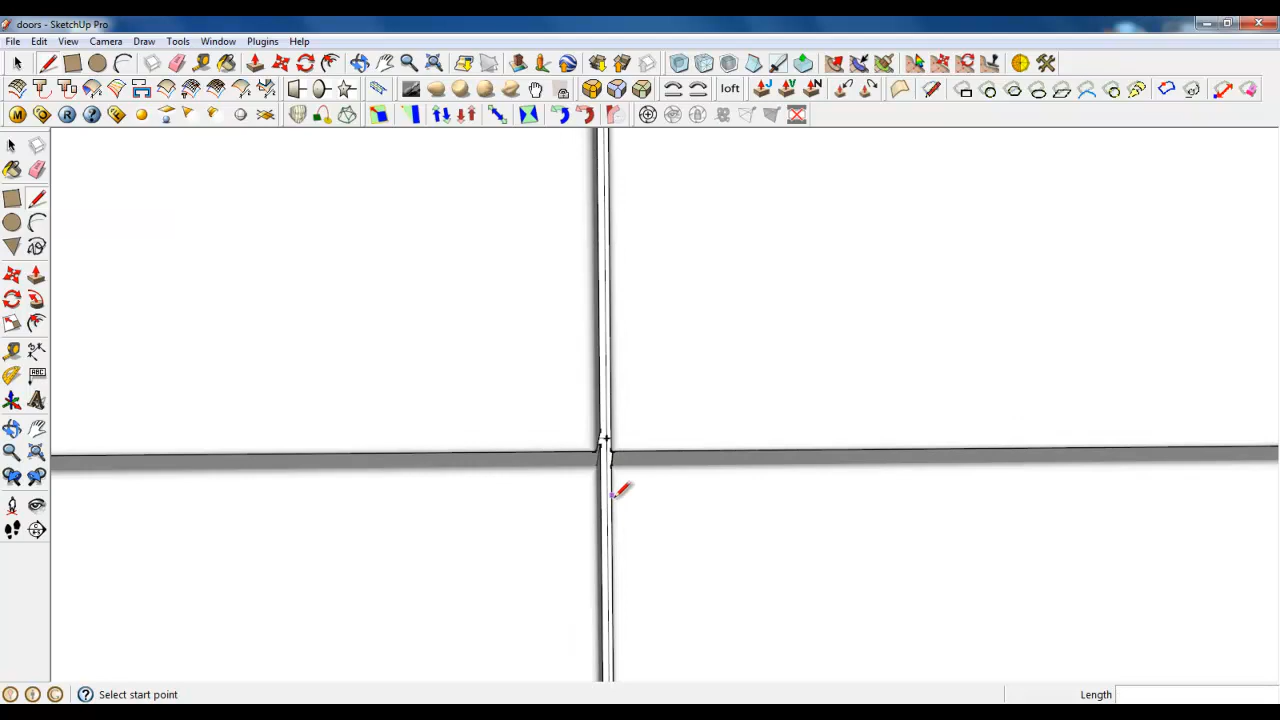 doors - SketchUp Pro
File Edit View Camera Draw Tools Window Plugins Help
loft
Select start point
Length